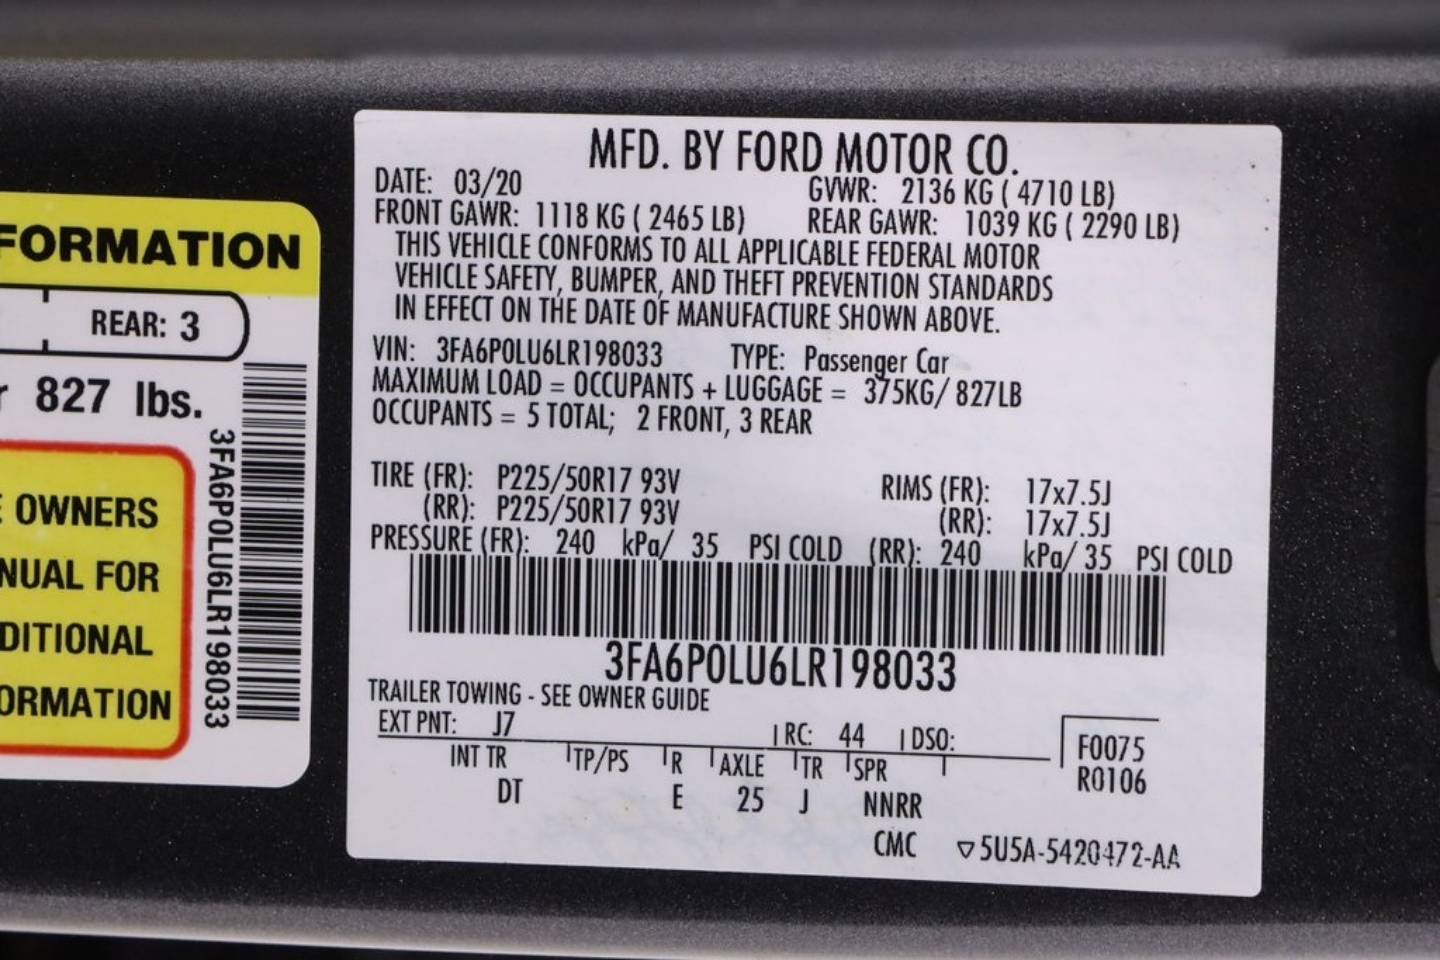 FORMATION
REAR: 3
827 lbs.
OWNERS
NUAL FOR
DITIONAL
ORMATION
3FA6P0LU6LR198033
MFD. BY FORD MOTOR CO.
DATE: 03/20 GVWR: 2136 KG ( 4710 LB)
FRONT GAWR: 1118 KG ( 2465 LB) REAR GAWR: 1039 KG ( 2290 LB)
THIS VEHICLE CONFORMS TO ALL APPLICABLE FEDERAL MOTOR
VEHICLE SAFETY, BUMPER, AND THEFT PREVENTION STANDARDS
IN EFFECT ON THE DATE OF MANUFACTURE SHOWN ABOVE.
VIN: 3FA6P0LU6LR198033 TYPE: Passenger Car
MAXIMUM LOAD = OCCUPANTS + LUGGAGE = 375KG/ 827LB
OCCUPANTS = 5 TOTAL; 2 FRONT, 3 REAR
TIRE (FR): P225/50R17 93V RIMS (FR): 17x7.5J
(RR): P225/50R17 93V (RR): 17x7.5J
PRESSURE (FR): 240 kPa/ 35 PSI COLD (RR): 240 kPa/ 35 PSI COLD
3FA6P0LU6LR198033
TRAILER TOWING - SEE OWNER GUIDE
EXT PNT: J7 RC: 44 DSO: F0075
INT TR TP/PS R AXLE TR SPR R0106
DT E 25 J NNRR
CMC ▽5U5A-5420472-AA